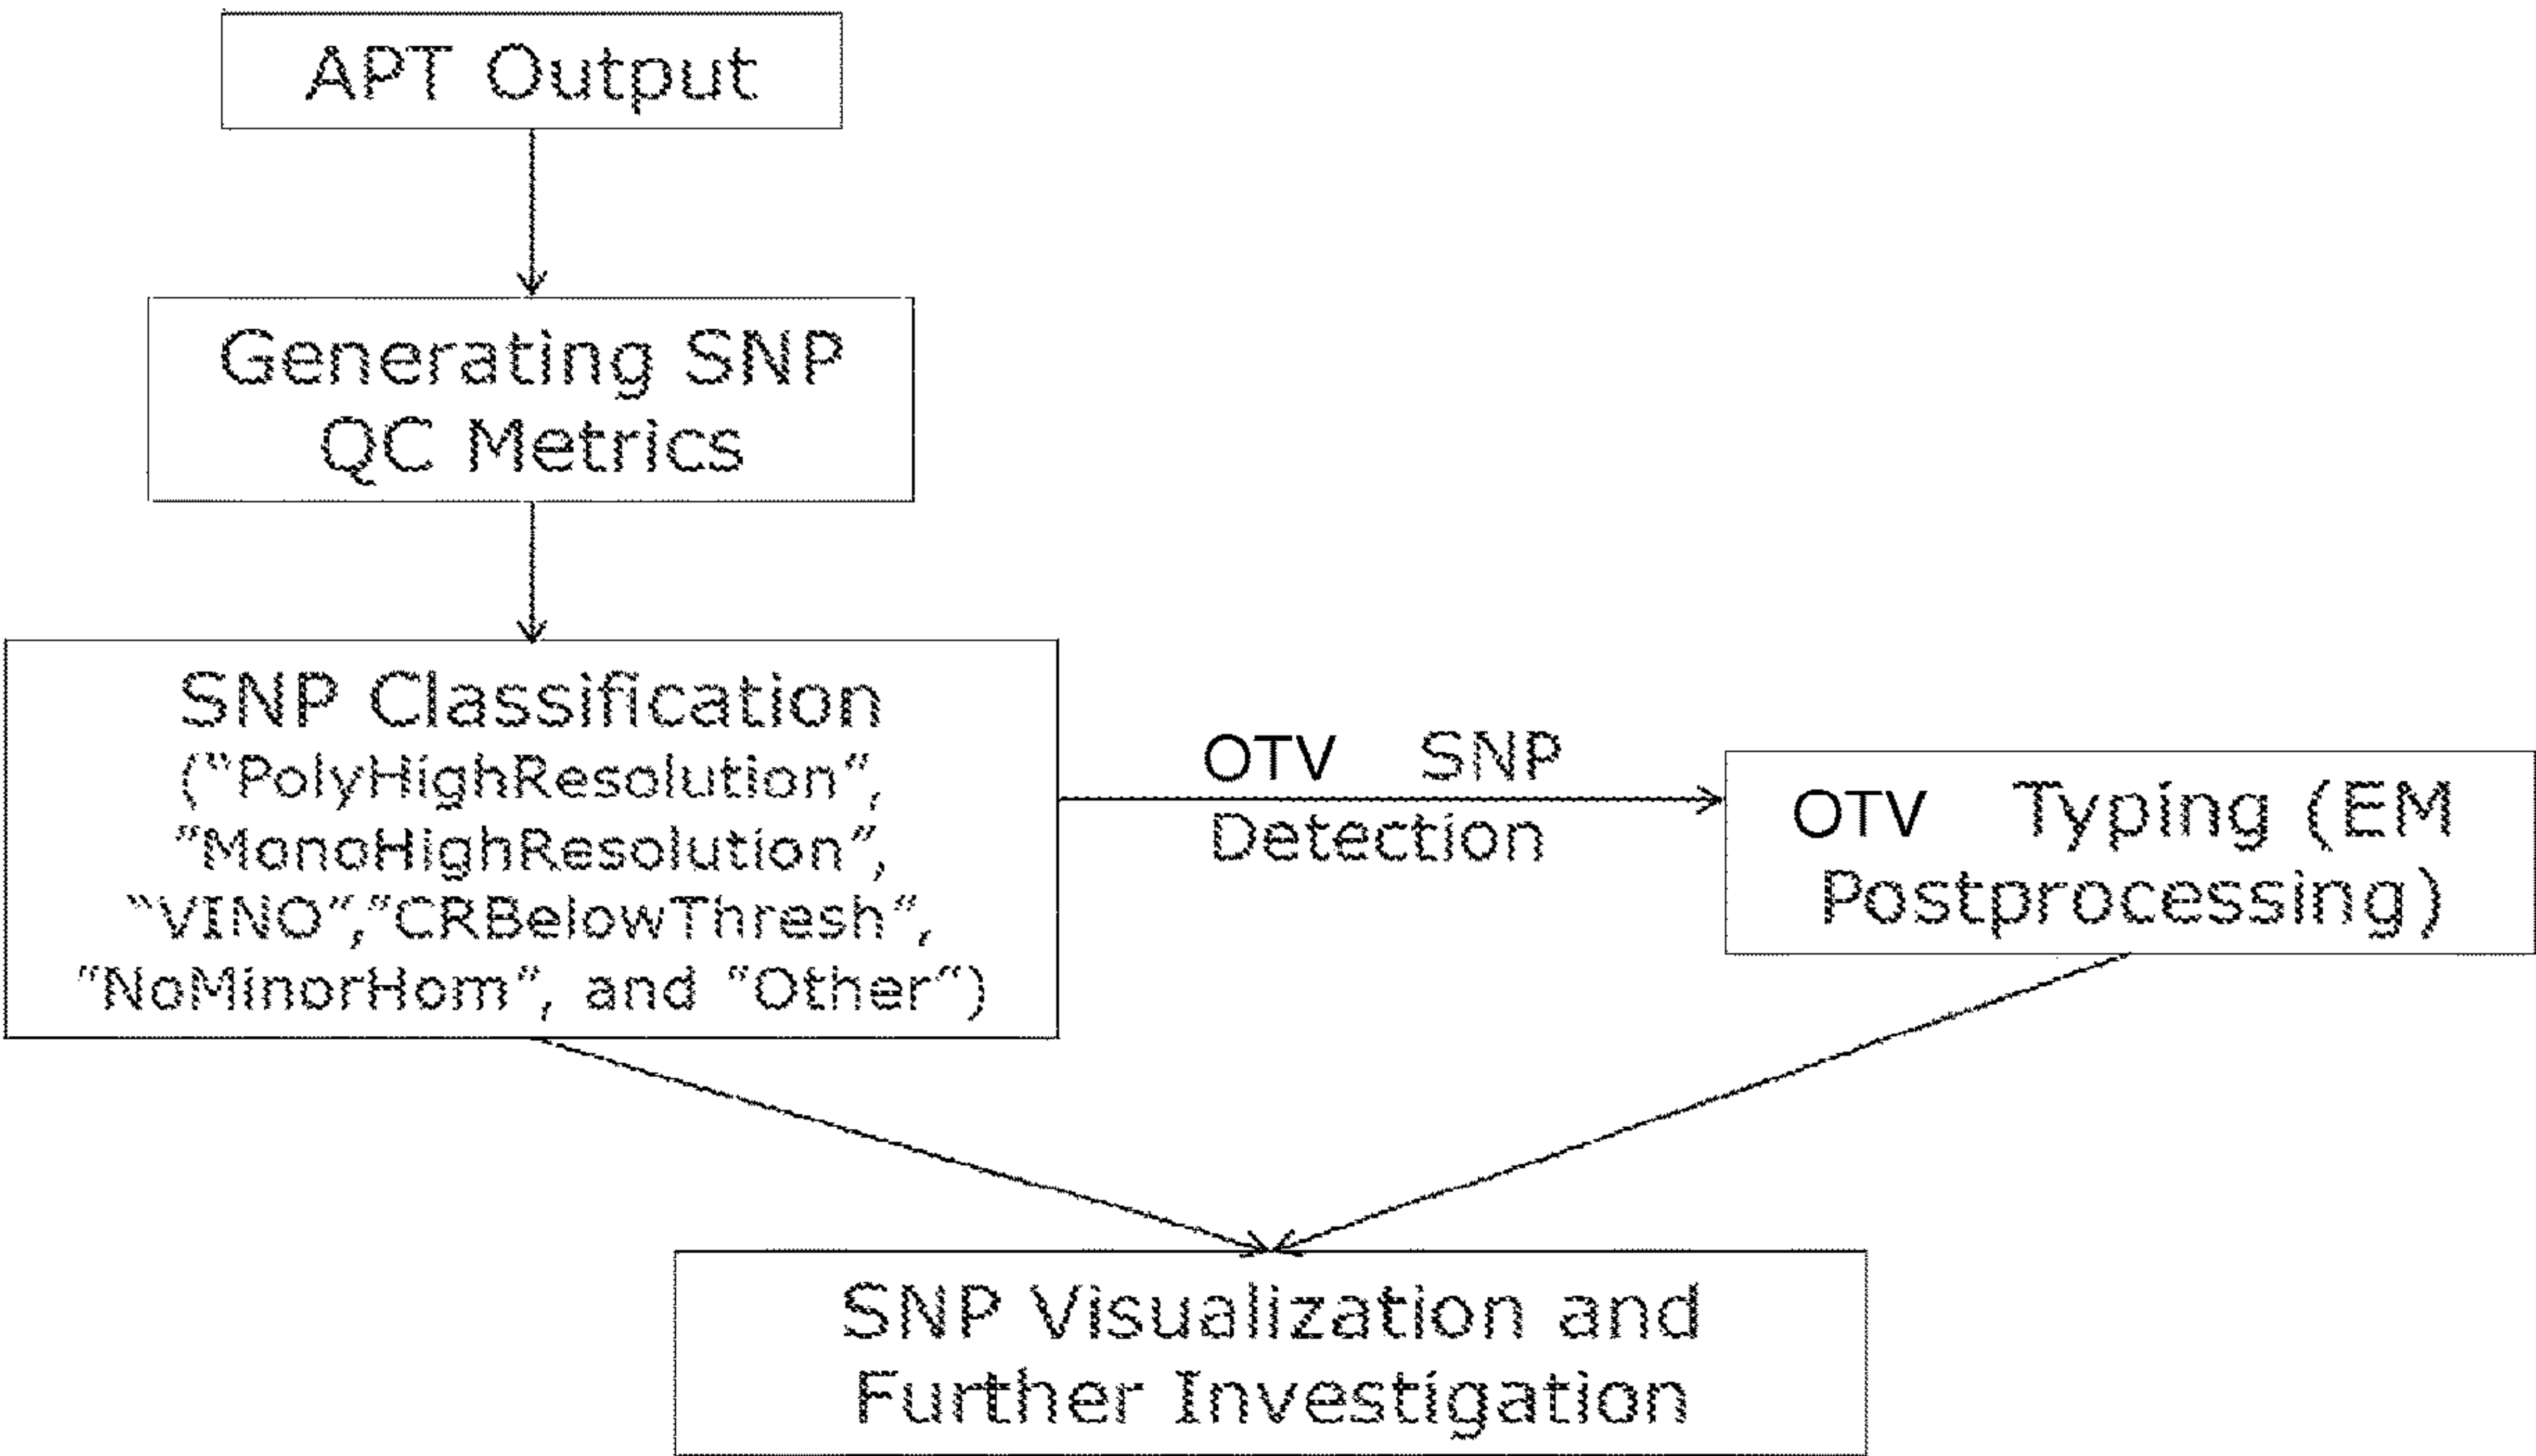 APT Output
Generating SNP
QC Metrics
SNP Classification
(“PolyHighResolution”,
”MonoHighResolution”,
“VINO”,”CRBelowThresh”,
”NoMinorHom”, and “Other“)
OTV SNP
Detection
OTV Typing (EM
Postprocessing)
SNP Visualization and
Further Investigation